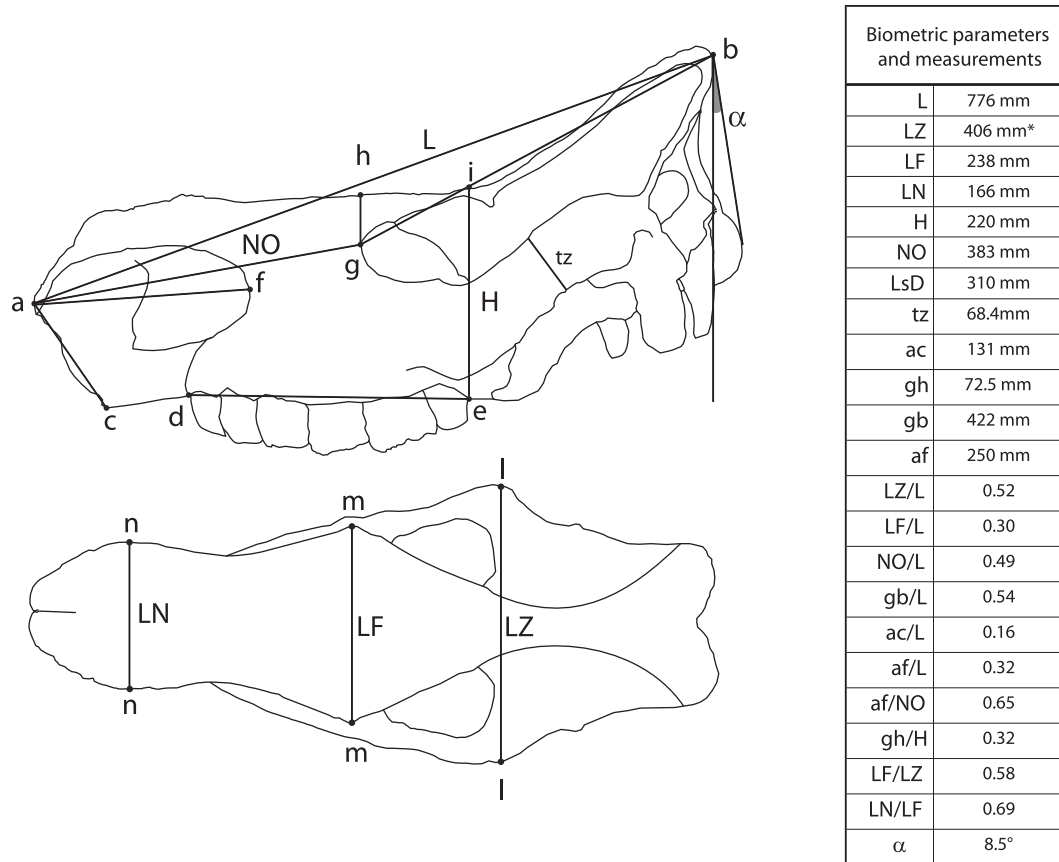 b
α
L
h
i
NO
g
tz
a
f
H
c
d
e
l
n
m
LN
LF
LZ
n
m
l
Biometric parameters
and measurements
L 776 mm
LZ 406 mm*
LF 238 mm
LN 166 mm
H 220 mm
NO 383 mm
LsD 310 mm
tz 68.4mm
ac 131 mm
gh 72.5 mm
gb 422 mm
af 250 mm
LZ/L 0.52
LF/L 0.30
NO/L 0.49
gb/L 0.54
ac/L 0.16
af/L 0.32
af/NO 0.65
gh/H 0.32
LF/LZ 0.58
LN/LF 0.69
α 8.5°